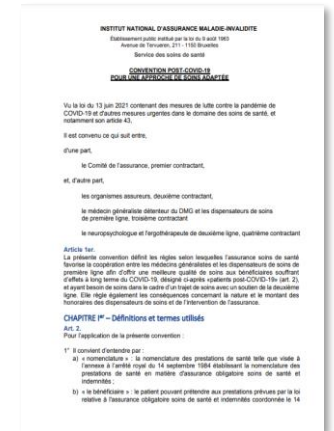 INSTITUT NATIONAL D'ASSURANCE MALADIE-INVALIDITE
Etablissement public institué par la loi du 9 août 1963
Avenue de Tervueren, 211 - 1150 Bruxelles
Service des soins de santé
CONVENTION POST-COVID-19
POUR UNE APPROCHE DE SOINS ADAPTÉE
Vu la loi du 13 juin 2021 contenant des mesures de lutte contre la pandémie de
COVID-19 et d'autres mesures urgentes dans le domaine des soins de santé, et
notamment son article 43,
Il est convenu ce qui suit entre,
d'une part,
le Comité de l'assurance, premier contractant,
et, d'autre part,
les organismes assureurs, deuxième contractant,
le médecin généraliste détenteur du DMG et les dispensateurs de soins
de première ligne, troisième contractant
le neuropsychologue et l'ergothérapeute de deuxième ligne, quatrième contractant
Article 1er.
La présente convention définit les règles selon lesquelles l'assurance soins de santé
favorise la coopération entre les médecins généralistes et les dispensateurs de soins de
première ligne afin d'offrir une meilleure qualité de soins aux bénéficiaires souffrant
d'effets à long terme du COVID-19, désigné ci-après «patients post-COVID-19» (art. 2),
et ayant besoin de soins dans le cadre d'un trajet de soins avec un soutien de la deuxième
ligne. Elle règle également les conséquences concernant la nature et le montant des
honoraires des dispensateurs de soins et l'intervention de l'assurance.
CHAPITRE Ier – Définitions et termes utilisés
Art. 2.
Pour l'application de la présente convention :
1° Il convient d'entendre par :
a) « nomenclature » : la nomenclature des prestations de santé telle que visée à
l'annexe à l'arrêté royal du 14 septembre 1984 établissant la nomenclature des
prestations de santé en matière d'assurance obligatoire soins de santé et
indemnités ;
b) « le bénéficiaire » : le patient pouvant prétendre aux prestations prévues par la loi
relative à l'assurance obligatoire soins de santé et indemnités coordonnée le 14